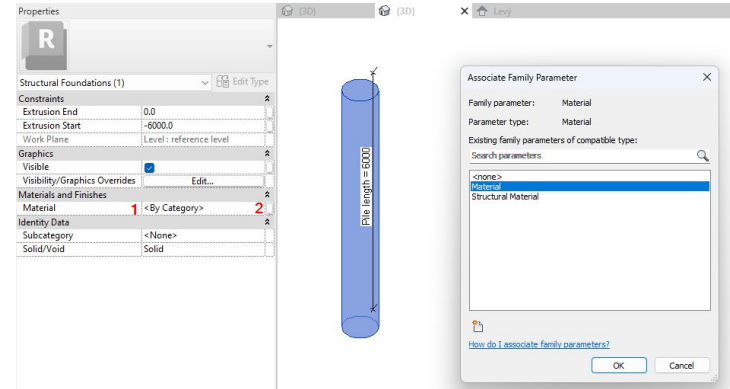 Properties
R
Structural Foundations (1)
Edit Type
Constraints
Extrusion End 0.0
Extrusion Start -6000.0
Work Plane Level : reference level
Graphics
Visible
Visibility/Graphics Overrides Edit...
Materials and Finishes
Material 1 <By Category> 2
Identity Data
Subcategory <None>
Solid/Void Solid
{3D}
{3D}
X
Levý
Pile length = 6000
Associate Family Parameter
Family parameter: Material
Parameter type: Material
Existing family parameters of compatible type:
Search parameters
<none>
Material
Structural Material
How do I associate family parameters?
OK Cancel